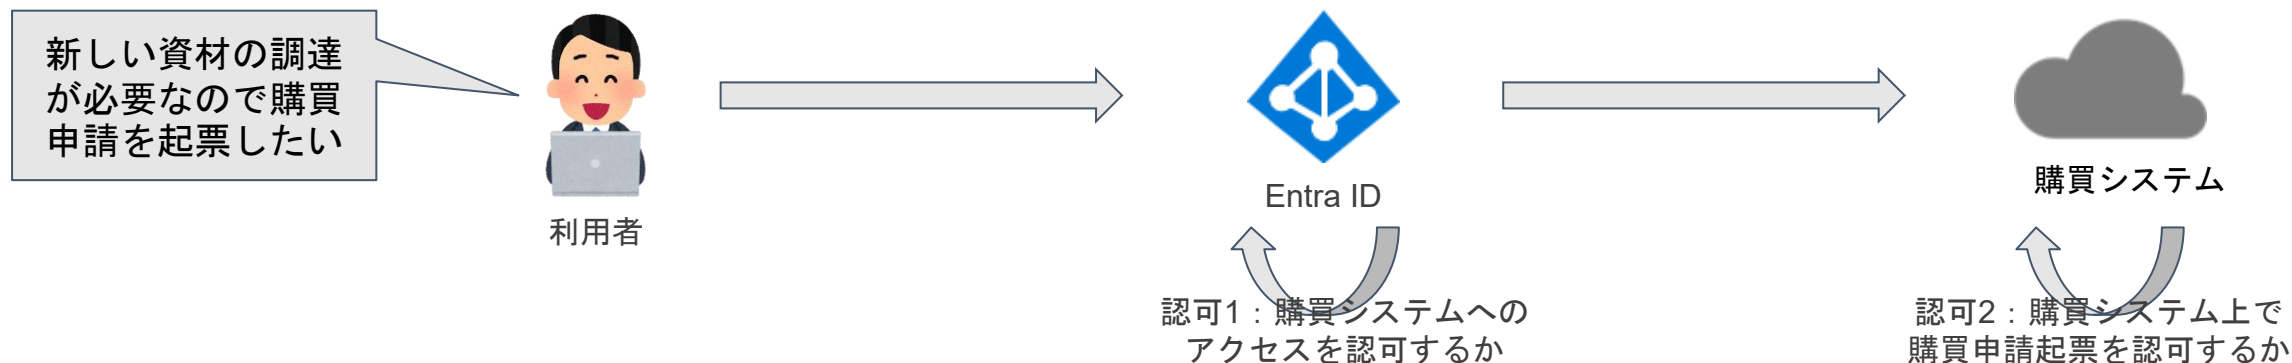 新しい資材の調達
が必要なので購買
申請を起票したい
利用者
Entra ID
購買システム
認可1：購買システムへの
アクセスを認可するか
認可2：購買システム上で
購買申請起票を認可するか